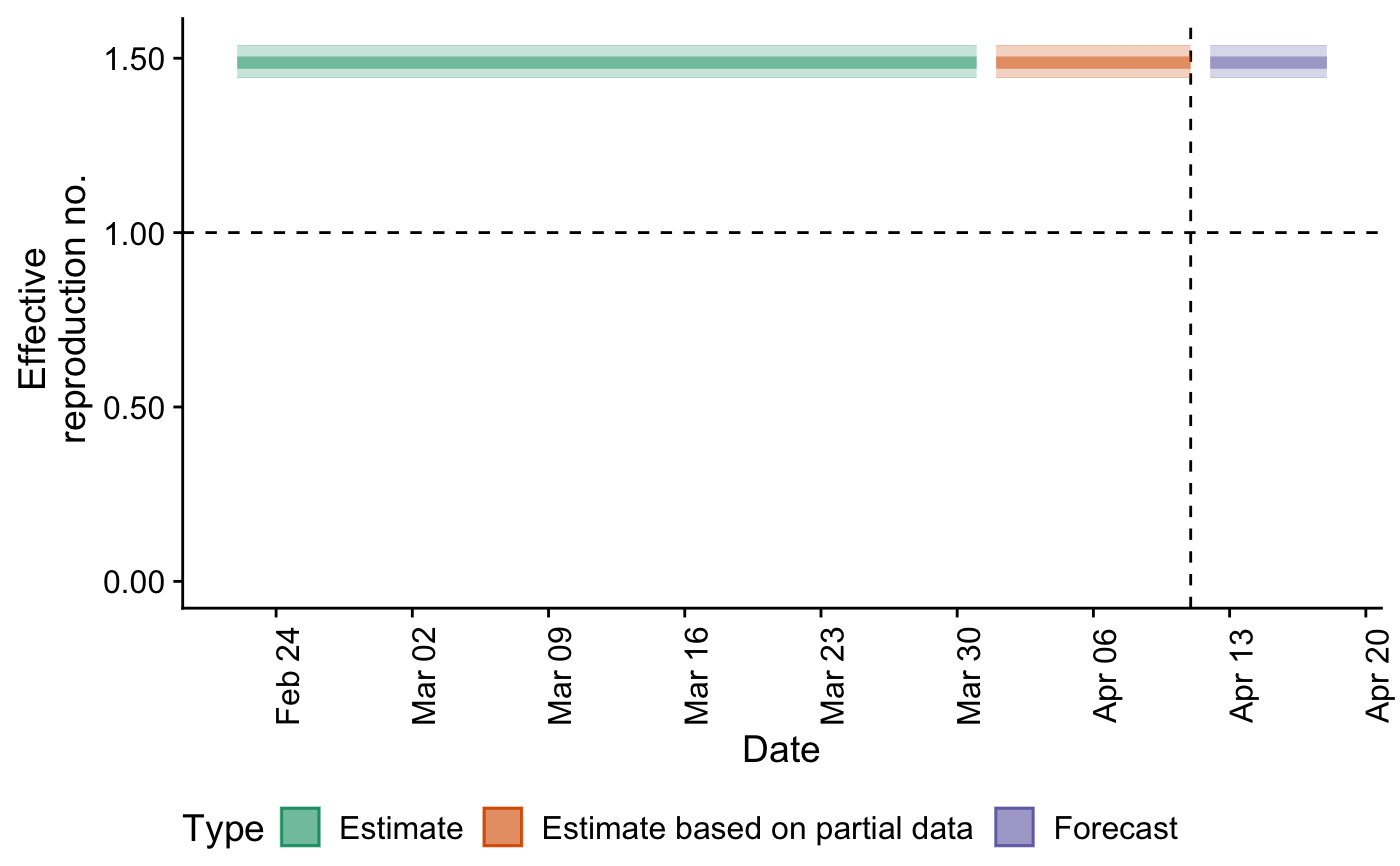 Effective
reproduction no.
1.50
1.00
0.50
0.00
Feb 24
Mar 02
Mar 09
Mar 16
Mar 23
Mar 30
Apr 06
Apr 13
Apr 20
Date
Type Estimate Estimate based on partial data Forecast